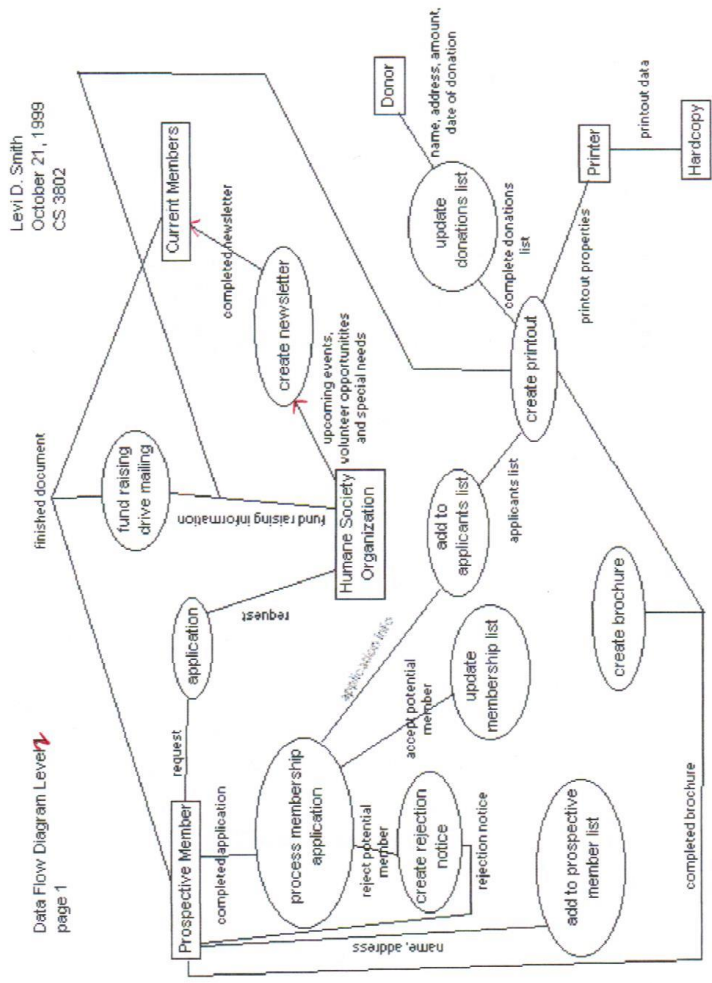 Levi D. Smith
October 21, 1999
CS 3802
Data Flow Diagram Level 2
page 1
finished document
Prospective Member
request
application
request
fund raising
drive mailing
fund raising information
Humane Society
Organization
Current Members
completed newsletter
create newsletter
upcoming events,
volunteer opportunitites
and special needs
completed application
process membership
application
application info
add to
applicants list
applicants list
reject potential
member
create rejection
notice
rejection notice
accept potential
member
update
membership list
name, address
add to prospective
member list
create brochure
completed brochure
create printout
complete donations
list
update
donations list
Donor
name, address, amount,
date of donation
printout properties
Printer
printout data
Hardcopy